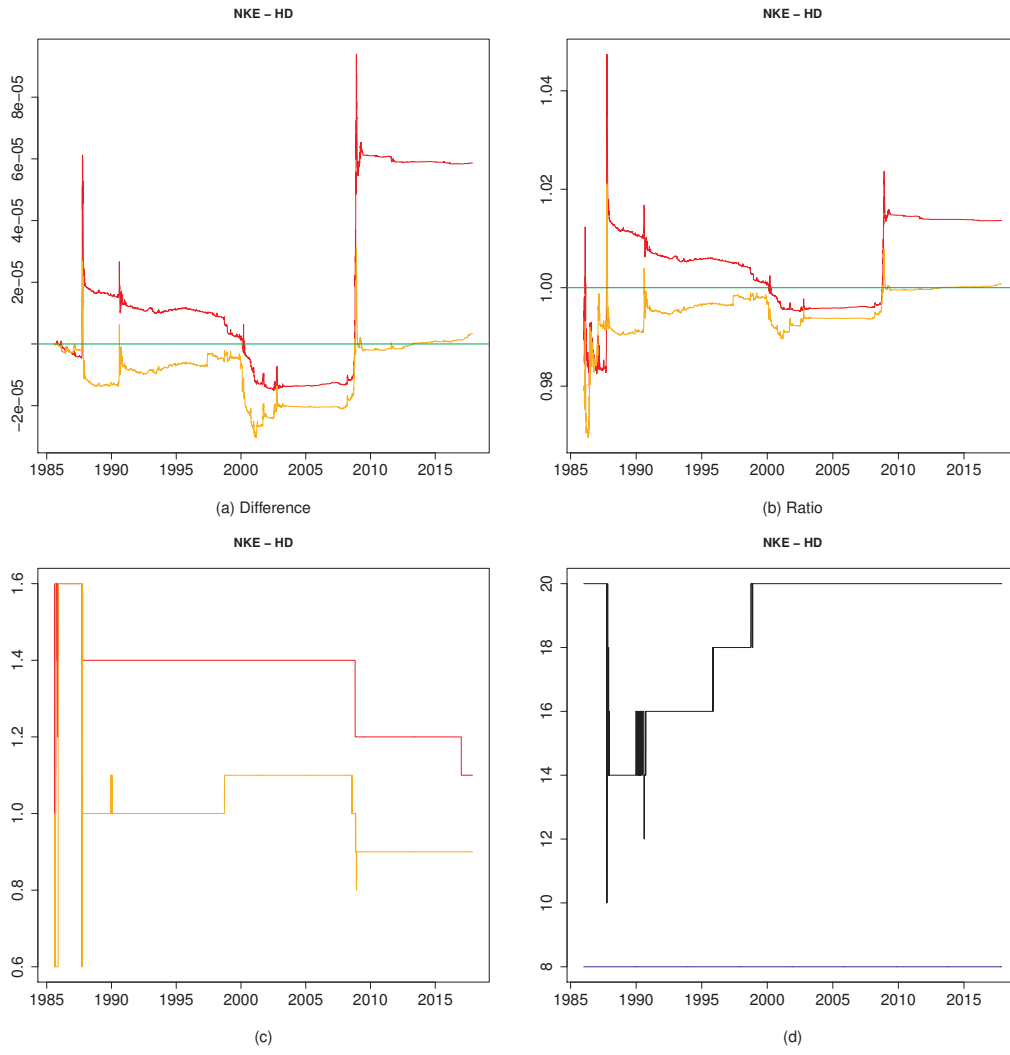 NKE – HD
8e-05
6e-05
4e-05
2e-05
-2e-05
1985 1990 1995 2000 2005 2010 2015
(a) Difference
NKE – HD
1.04
1.02
1.00
0.98
1985 1990 1995 2000 2005 2010 2015
(b) Ratio
NKE – HD
1.6
1.4
1.2
1.0
0.8
0.6
1985 1990 1995 2000 2005 2010 2015
(c)
NKE – HD
20
18
16
14
12
10
8
1985 1990 1995 2000 2005 2010 2015
(d)